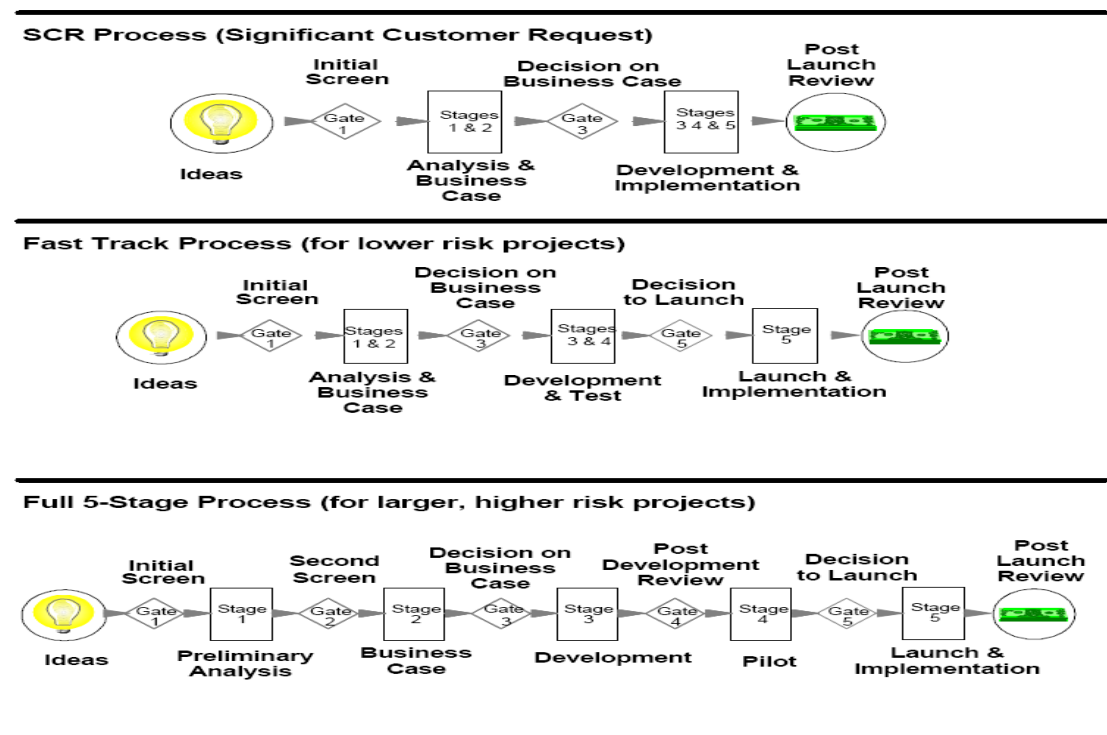 SCR Process (Significant Customer Request)
Initial
Screen
Decision on
Business Case
Post
Launch
Review
Gate
1
Stages
1 & 2
Gate
3
Stages
3 4 & 5
Ideas
Analysis &
Business
Case
Development &
Implementation
Fast Track Process (for lower risk projects)
Initial
Screen
Decision on
Business
Case
Decision
to Launch
Post
Launch
Review
Gate
1
Stages
1 & 2
Gate
3
Stages
3 & 4
Gate
5
Stage
5
Ideas
Analysis &
Business
Case
Development
& Test
Launch &
Implementation
Full 5-Stage Process (for larger, higher risk projects)
Initial
Screen
Second
Screen
Decision on
Business
Case
Post
Development
Review
Decision
to Launch
Post
Launch
Review
Gate
1
Stage
1
Gate
2
Stage
2
Gate
3
Stage
3
Gate
4
Stage
4
Gate
5
Stage
5
Ideas
Preliminary
Analysis
Business
Case
Development
Pilot
Launch &
Implementation